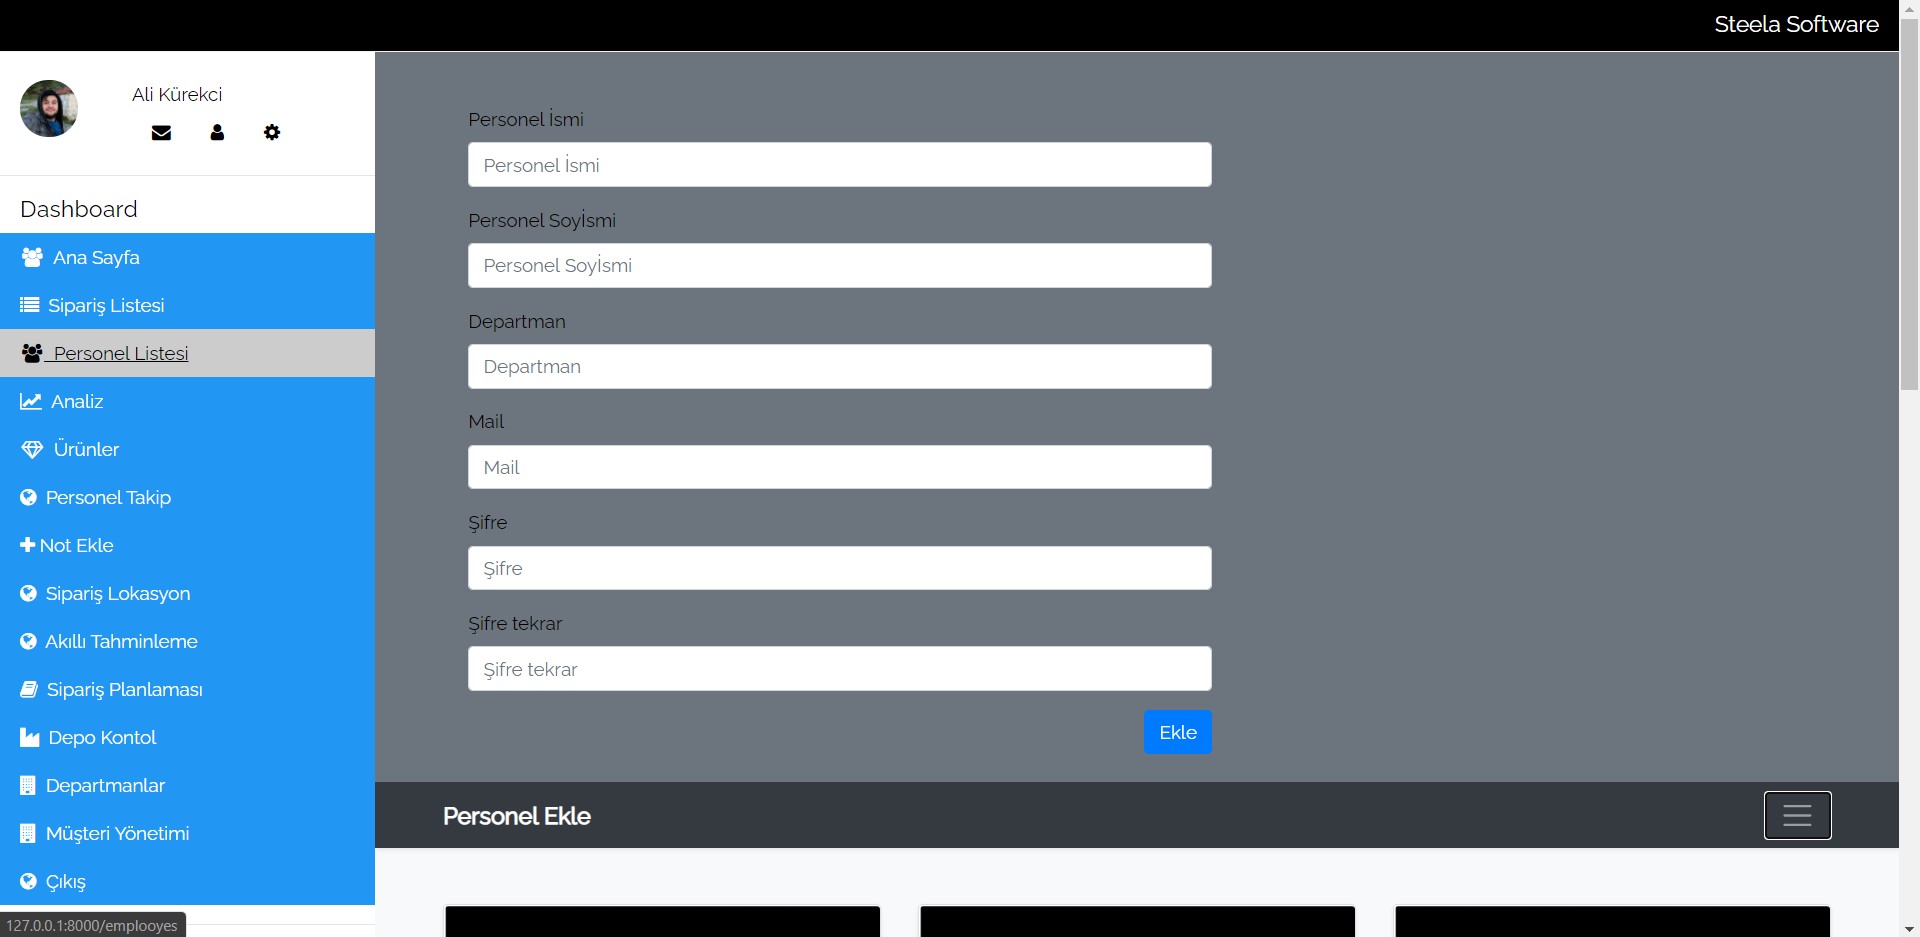 Steela Software
Ali Kürekci
Dashboard
Ana Sayfa
Sipariş Listesi
Personel Listesi
Analiz
Ürünler
Personel Takip
Not Ekle
Sipariş Lokasyon
Akıllı Tahminleme
Sipariş Planlaması
Depo Kontol
Departmanlar
Müşteri Yönetimi
Çıkış
127.0.0.1:8000/emplooyes
Personel İsmi
Personel İsmi
Personel Soyİsmi
Personel Soyİsmi
Departman
Departman
Mail
Mail
Şifre
Şifre
Şifre tekrar
Şifre tekrar
Ekle
Personel Ekle